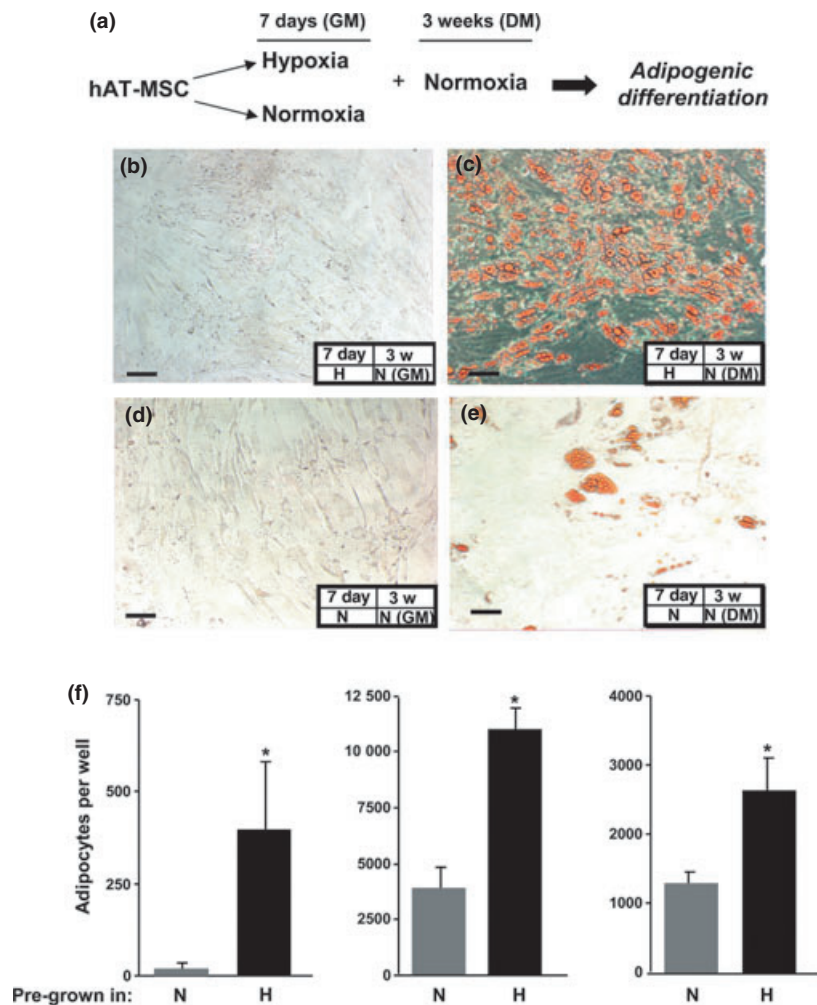 (a)
7 days (GM) 3 weeks (DM)
hAT-MSC
Hypoxia
Normoxia
+ Normoxia
Adipogenic
differentiation
(b)
7 day 3 w
H N (GM)
(c)
7 day 3 w
H N (DM)
(d)
7 day 3 w
N N (GM)
(e)
7 day 3 w
N N (DM)
(f)
Adipocytes per well
750
500
250
0
*
12 500
10 000
7500
5000
2500
0
*
4000
3000
2000
1000
0
*
Pre-grown in: N H N H N H